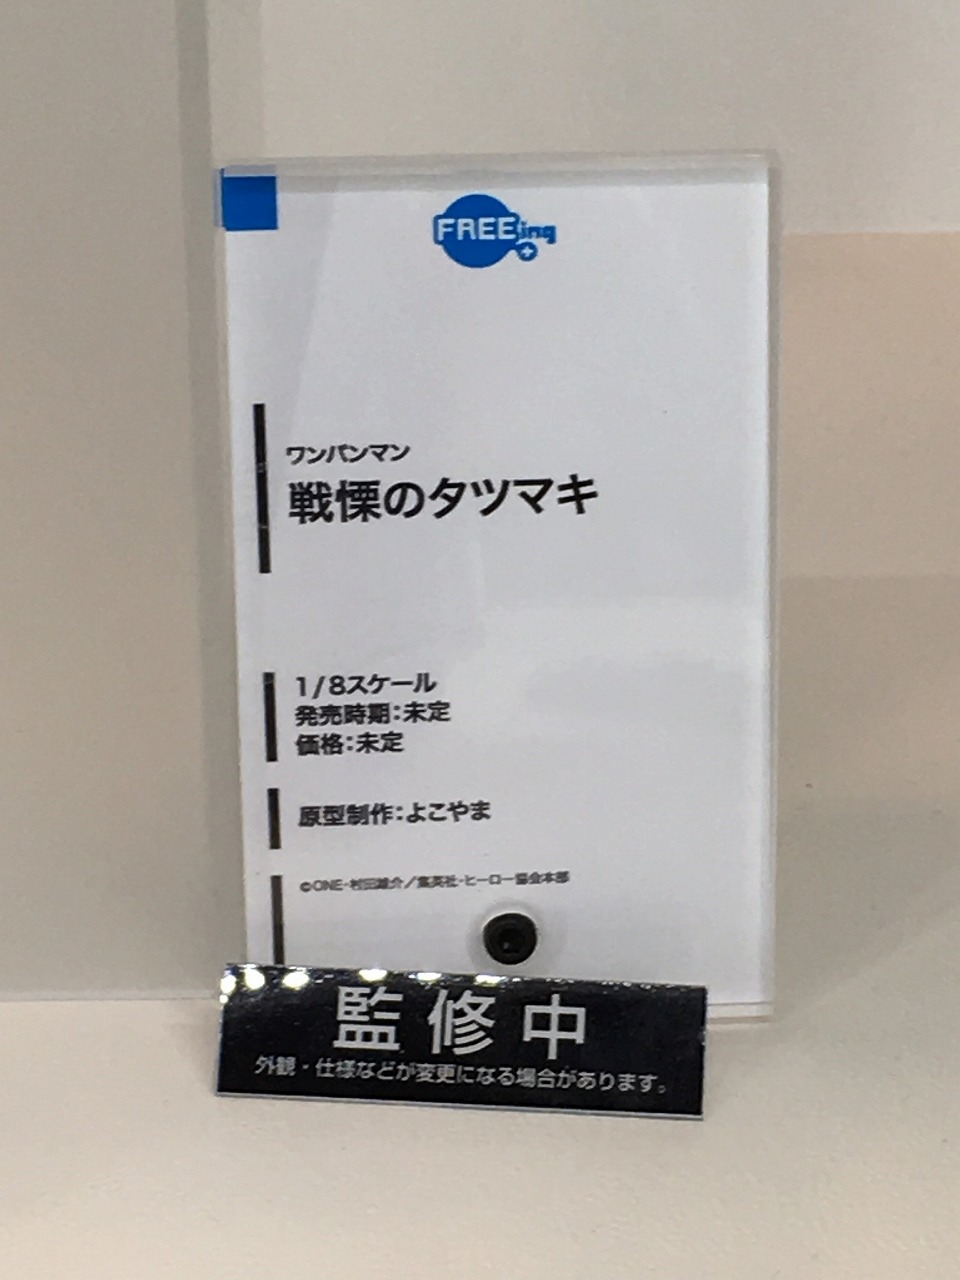 FREEing
ワンパンマン
戦慄のタツマキ
1/8スケール
発売時期：未定
価格：未定
原型制作：よこやま
©ONE・村田雄介／集英社・ヒーロー協会本部
監修中
外観・仕様などが変更になる場合があります。